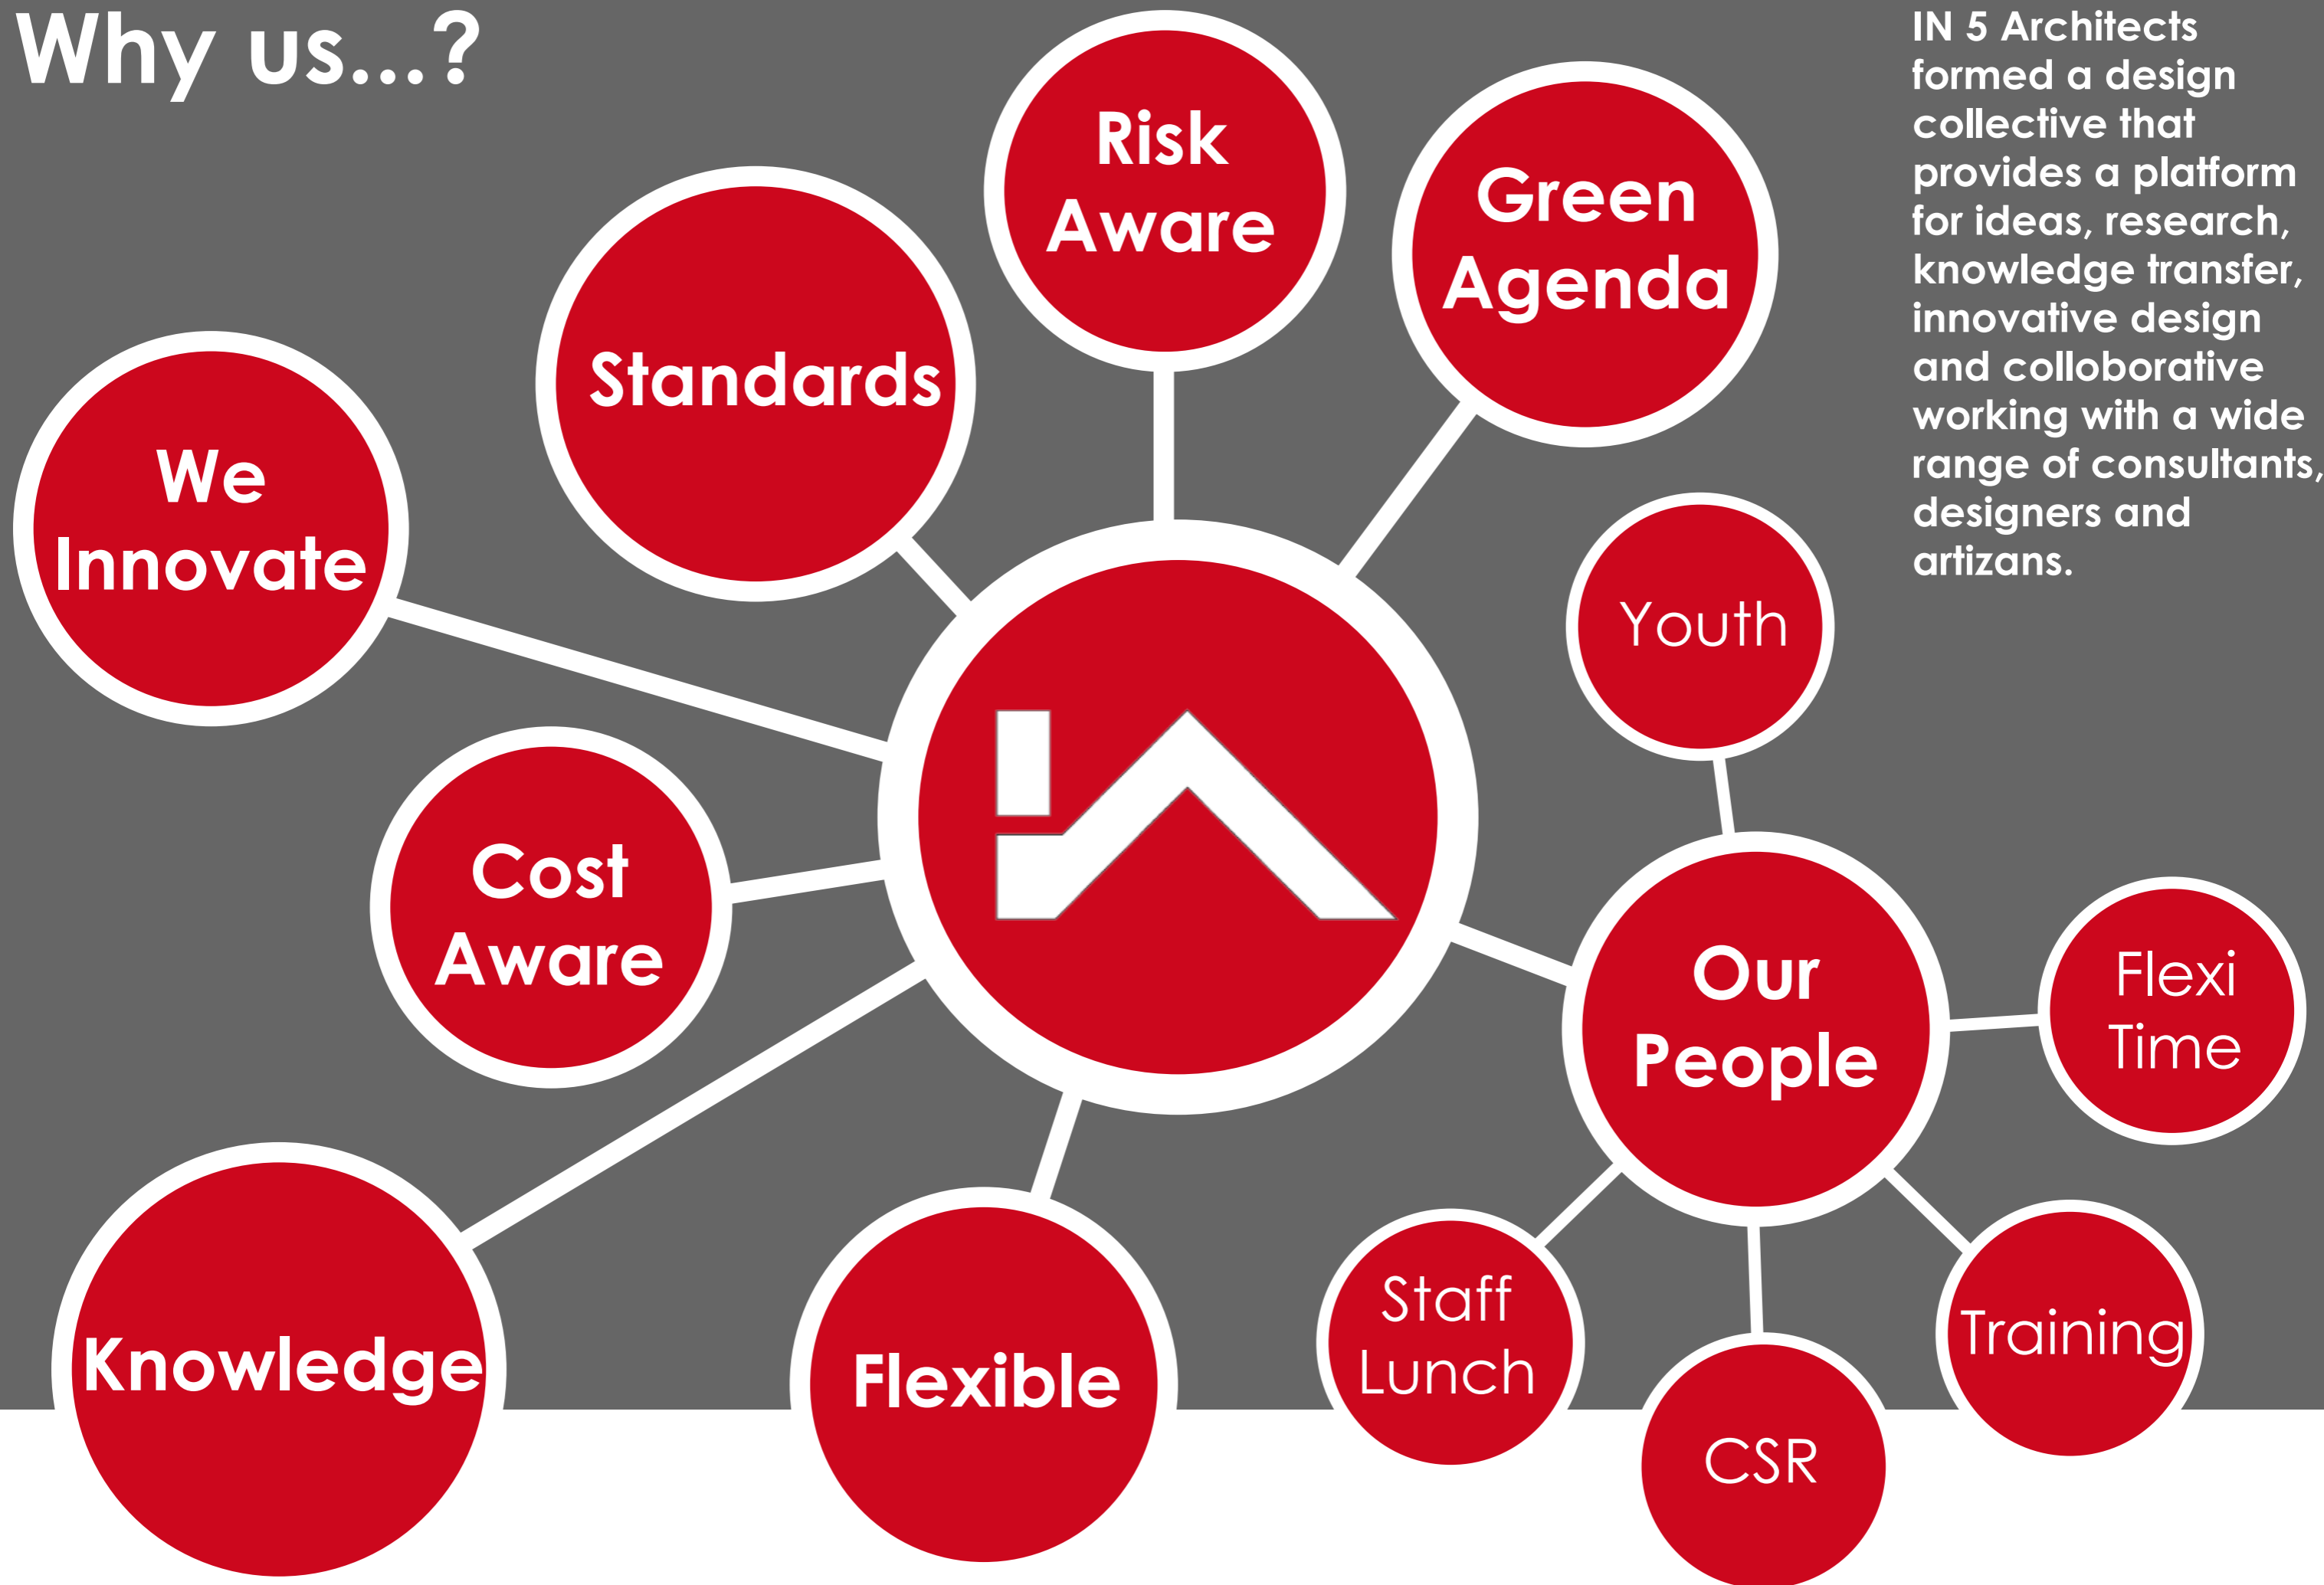 Why us....?
IN 5 Architects
formed a design
collective that
provides a platform
for ideas, research,
knowledge transfer,
innovative design
and colloborative
working with a wide
range of consultants,
designers and
artizans.
Risk
Aware
Green
Agenda
Standards
We
Innovate
Youth
Cost
Aware
Our
People
Flexi
Time
Knowledge
Flexible
Staff
Lunch
Training
CSR